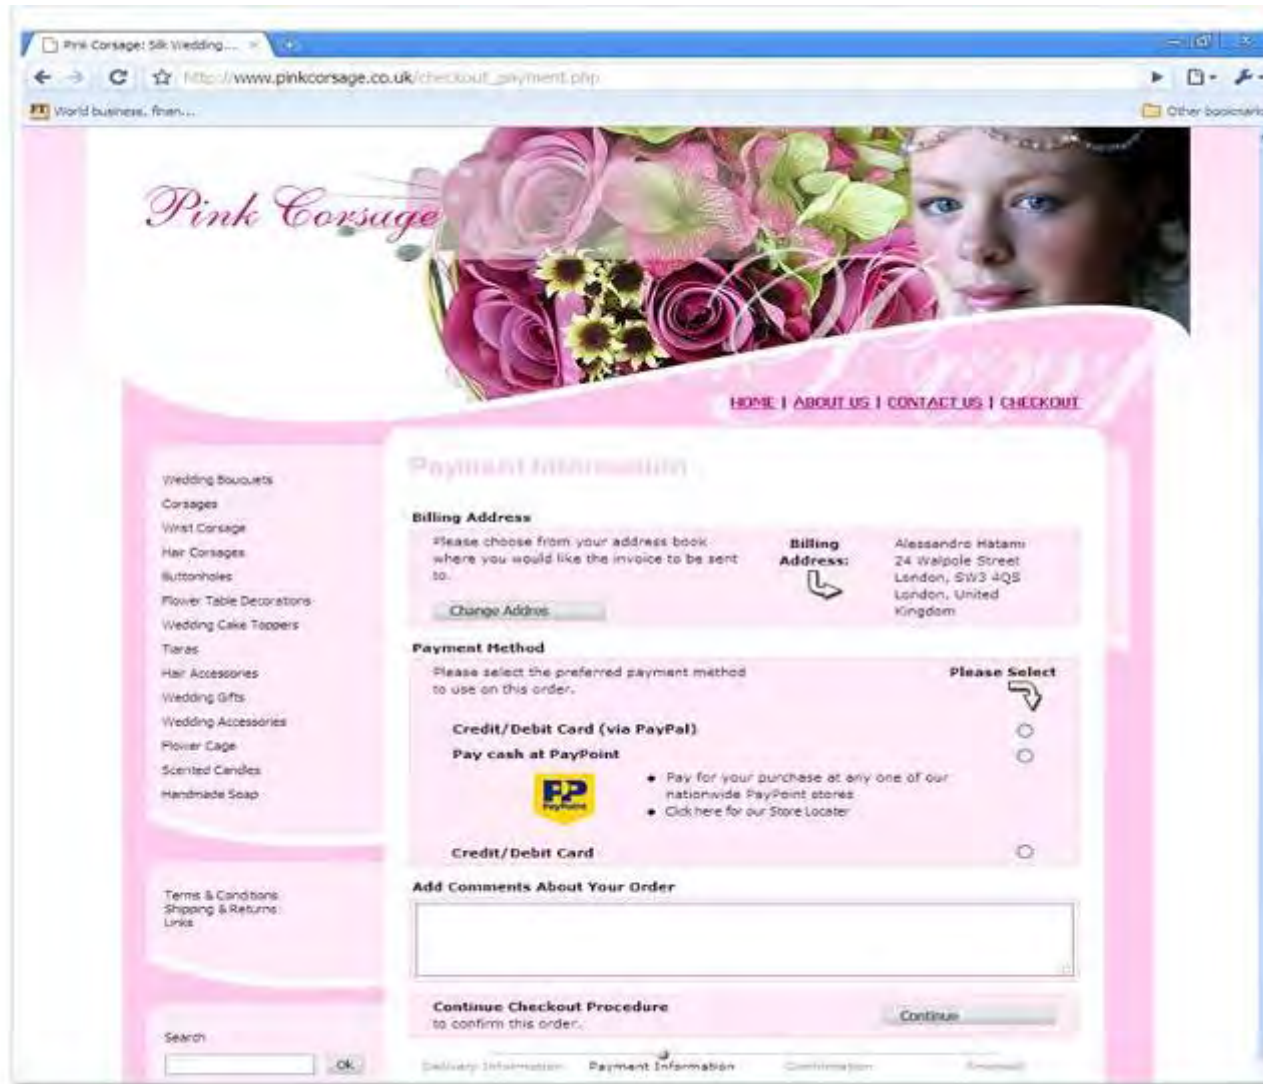 Pink Corsage: Silk Wedding...
http://www.pinkcorsage.co.uk/checkout_payment.php
World business, finan...
Other bookmark
Pink Corsage
HOME | ABOUT US | CONTACT US | CHECKOUT
Wedding Bouquets
Corsages
Wrist Corsage
Hair Corsages
Buttonholes
Flower Table Decorations
Wedding Cake Toppers
Tiaras
Hair Accessories
Wedding Gifts
Wedding Accessories
Flower Cage
Scented Candles
Handmade Soap
Terms & Conditions
Shipping & Returns
Links
Search
Ok
Payment Information
Billing Address
Please choose from your address book
where you would like the invoice to be sent
to.
Change Addres
Billing
Address:
Alessandro Hatami
24 Walpole Street
London, SW3 4QS
London, United
Kingdom
Payment Method
Please select the preferred payment method
to use on this order.
Please Select
Credit/Debit Card (via PayPal)
Pay cash at PayPoint
PP
PayPoint
• Pay for your purchase at any one of our
nationwide PayPoint stores
• Click here for our Store Locater
Credit/Debit Card
Add Comments About Your Order
Continue Checkout Procedure
to confirm this order.
Continue
Delivery Information Payment Information Confirmation Finished!